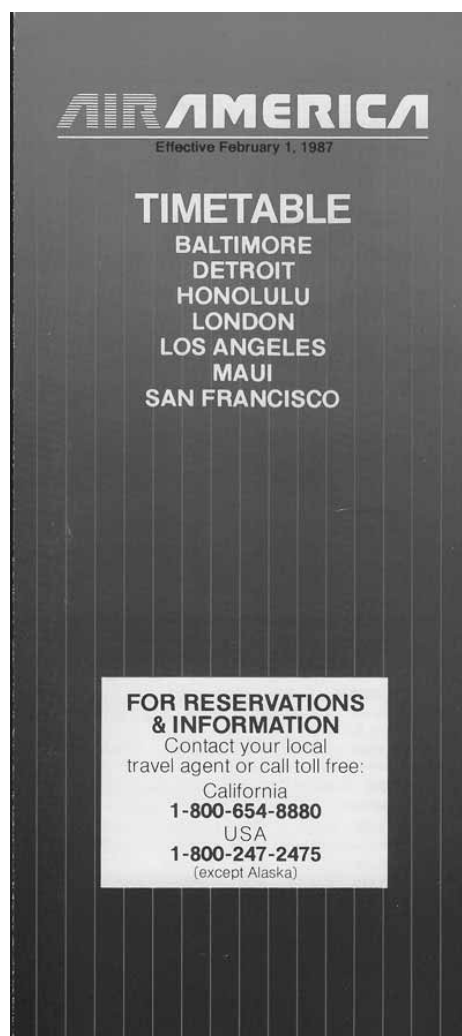 AIRAMERICA
Effective February 1, 1987
TIMETABLE
BALTIMORE
DETROIT
HONOLULU
LONDON
LOS ANGELES
MAUI
SAN FRANCISCO
FOR RESERVATIONS
& INFORMATION
Contact your local
travel agent or call toll free:
California
1-800-654-8880
USA
1-800-247-2475
(except Alaska)